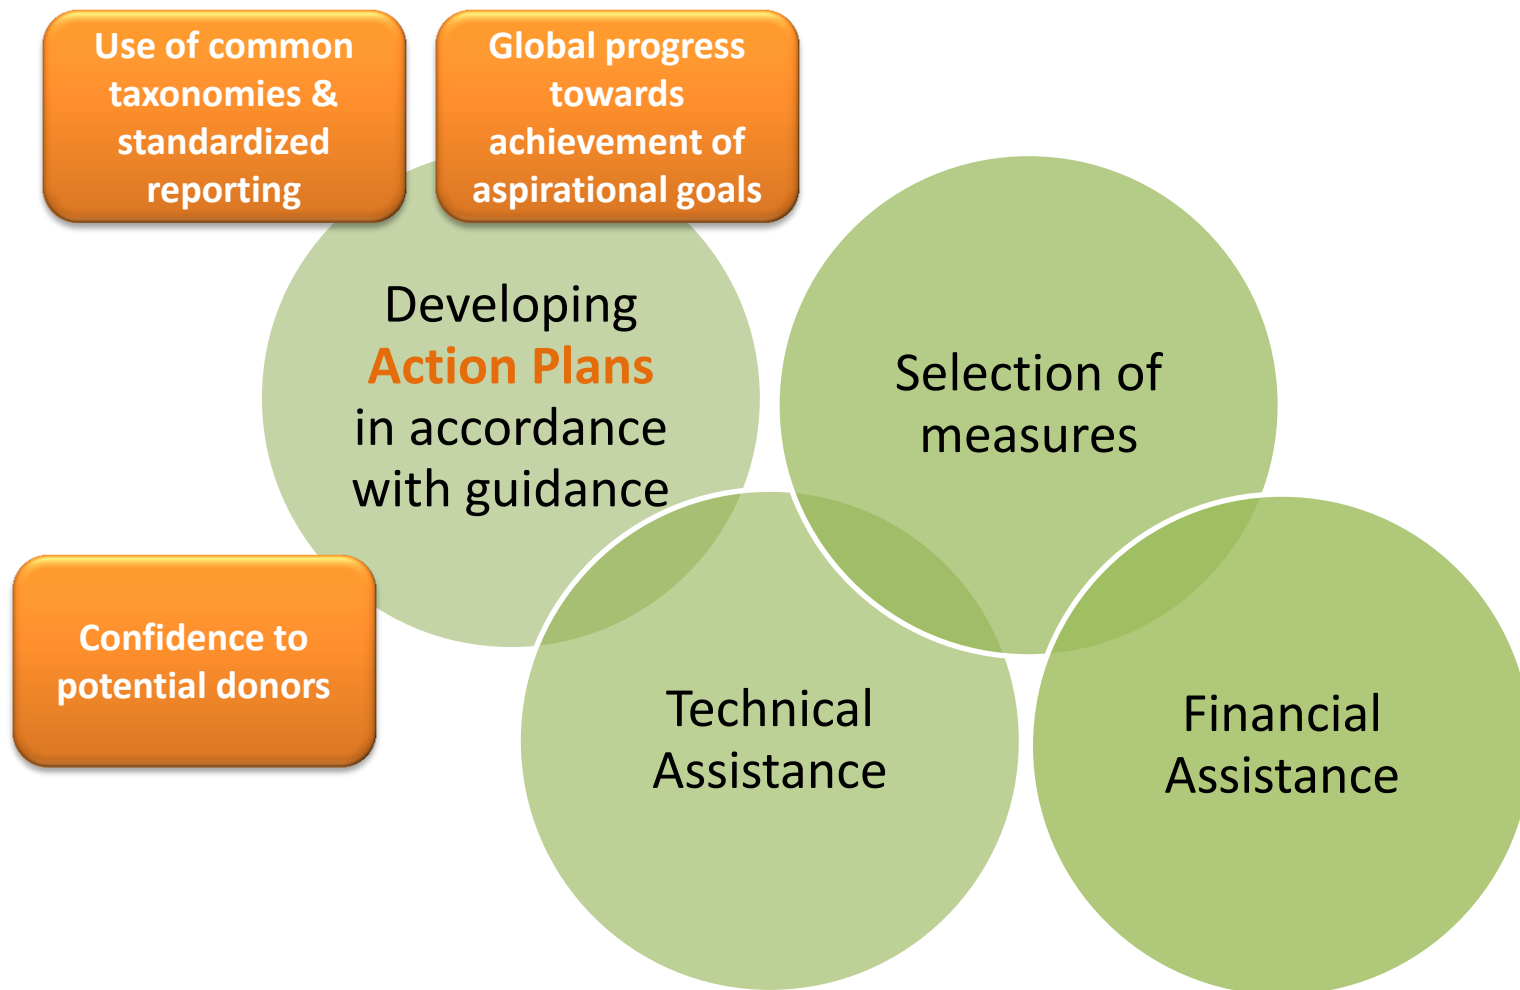 Use of common
taxonomies &
standardized
reporting
Global progress
towards
achievement of
aspirational goals
Developing
Action Plans
in accordance
with guidance
Selection of
measures
Confidence to
potential donors
Technical
Assistance
Financial
Assistance